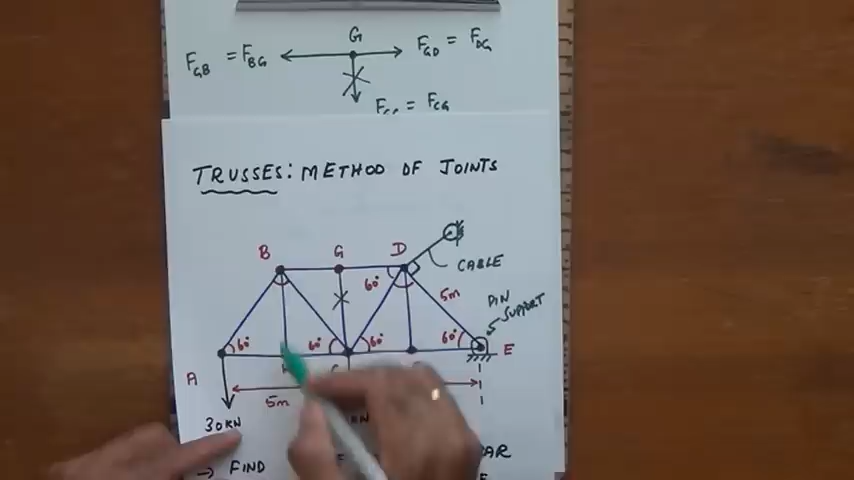 G
F_GB = F_BG
F_GD = F_DG
= F_CG
TRUSSES: METHOD OF JOINTS
B G D
CABLE
60°
5m
PIN SUPPORT
60° 60° 60° 60°
E
A
5m
30KN
→ FIND